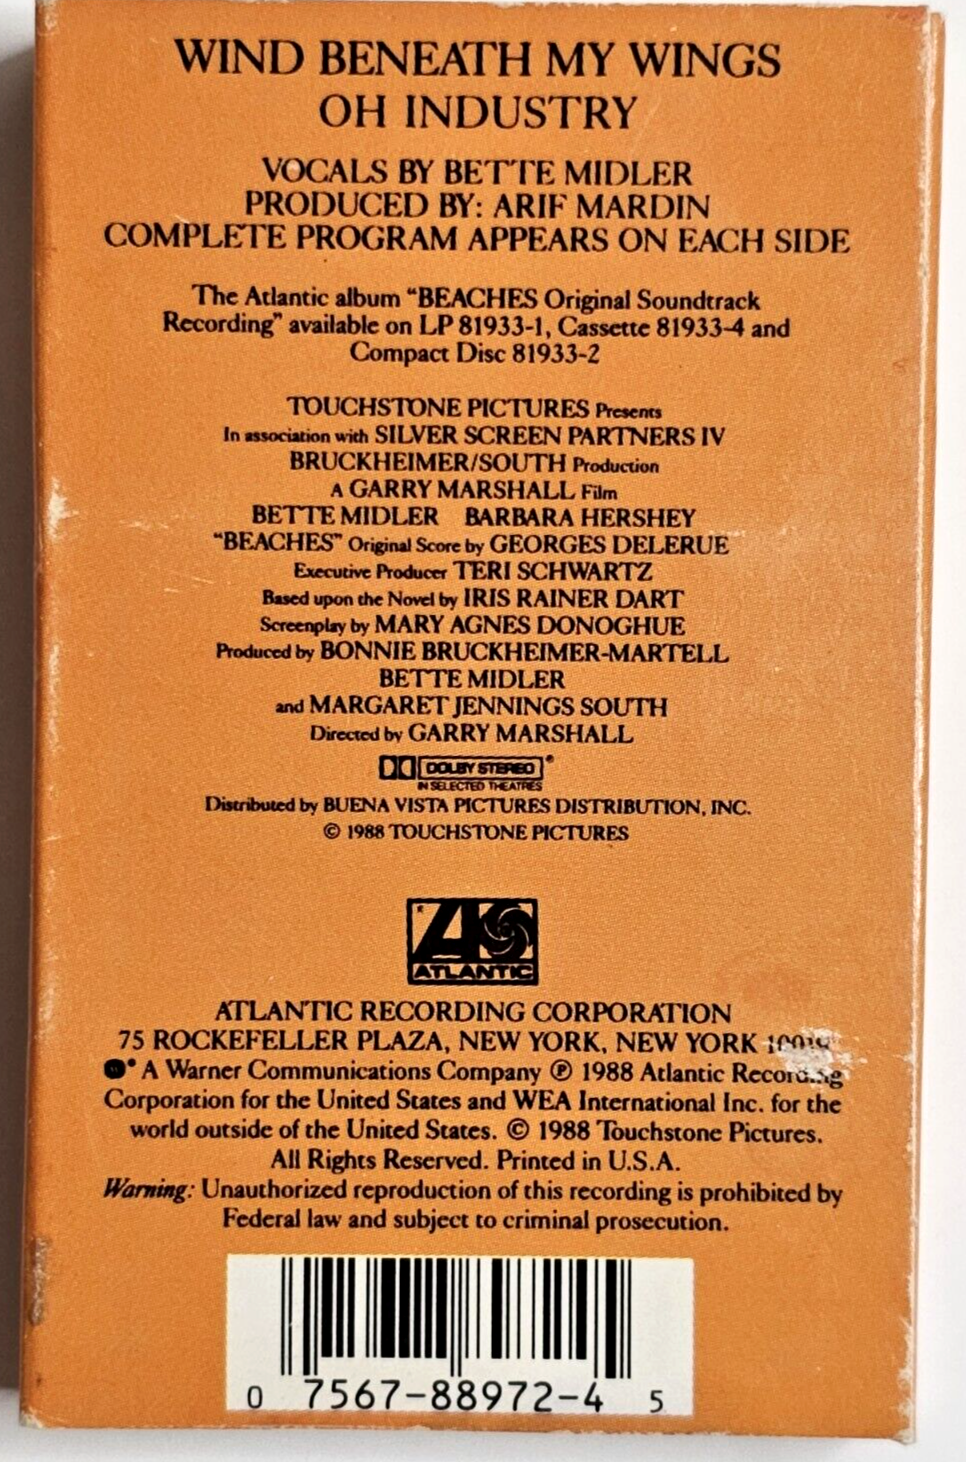 WIND BENEATH MY WINGS
OH INDUSTRY
VOCALS BY BETTE MIDLER
PRODUCED BY: ARIF MARDIN
COMPLETE PROGRAM APPEARS ON EACH SIDE
The Atlantic album “BEACHES Original Soundtrack
Recording” available on LP 81933-1, Cassette 81933-4 and
Compact Disc 81933-2
TOUCHSTONE PICTURES Presents
In association with SILVER SCREEN PARTNERS IV
BRUCKHEIMER/SOUTH Production
A GARRY MARSHALL Film
BETTE MIDLER BARBARA HERSHEY
“BEACHES” Original Score by GEORGES DELERUE
Executive Producer TERI SCHWARTZ
Based upon the Novel by IRIS RAINER DART
Screenplay by MARY AGNES DONOGHUE
Produced by BONNIE BRUCKHEIMER-MARTELL
BETTE MIDLER
and MARGARET JENNINGS SOUTH
Directed by GARRY MARSHALL
DOLBY STEREO ®
IN SELECTED THEATRES
Distributed by BUENA VISTA PICTURES DISTRIBUTION, INC.
© 1988 TOUCHSTONE PICTURES
ATLANTIC
ATLANTIC RECORDING CORPORATION
75 ROCKEFELLER PLAZA, NEW YORK, NEW YORK
A Warner Communications Company ℗ 1988 Atlantic Recording
Corporation for the United States and WEA International Inc. for the
world outside of the United States. © 1988 Touchstone Pictures.
All Rights Reserved. Printed in U.S.A.
Warning: Unauthorized reproduction of this recording is prohibited by
Federal law and subject to criminal prosecution.
0 7567-88972-4 5